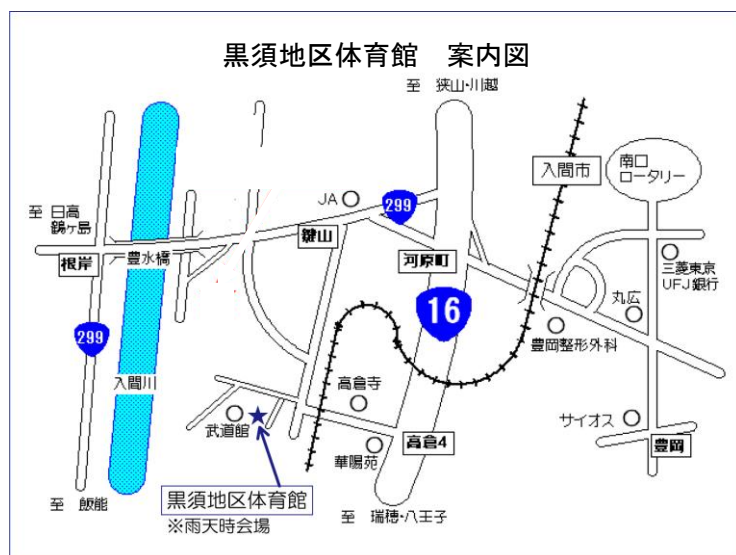 黒須地区体育館　案内図
至　狭山・川越
入間市
南口
ロータリー
JA
299
至　日高
鶴ヶ島
鍵山
根岸
豊水橋
河原町
三菱東京
UFJ銀行
丸広
16
299
豊岡整形外科
入間川
高倉寺
サイオス
武道館
高倉4
豊岡
華陽苑
黒須地区体育館
※雨天時会場
至　飯能
至　瑞穂・八王子